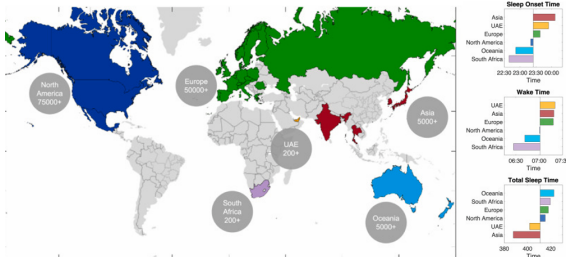 North
America
75000+
Europe
50000+
Asia
5000+
UAE
200+
South
Africa
200+
Oceania
5000+
Sleep Onset Time
Asia
UAE
Europe
North America
Oceania
South Africa
22:30 23:00 23:30 00:00
Time
Wake Time
UAE
Asia
Europe
North America
Oceania
South Africa
06:30 07:00 07:3
Time
Total Sleep Time
Oceania
South Africa
Europe
North America
UAE
Asia
380 400 420
Time